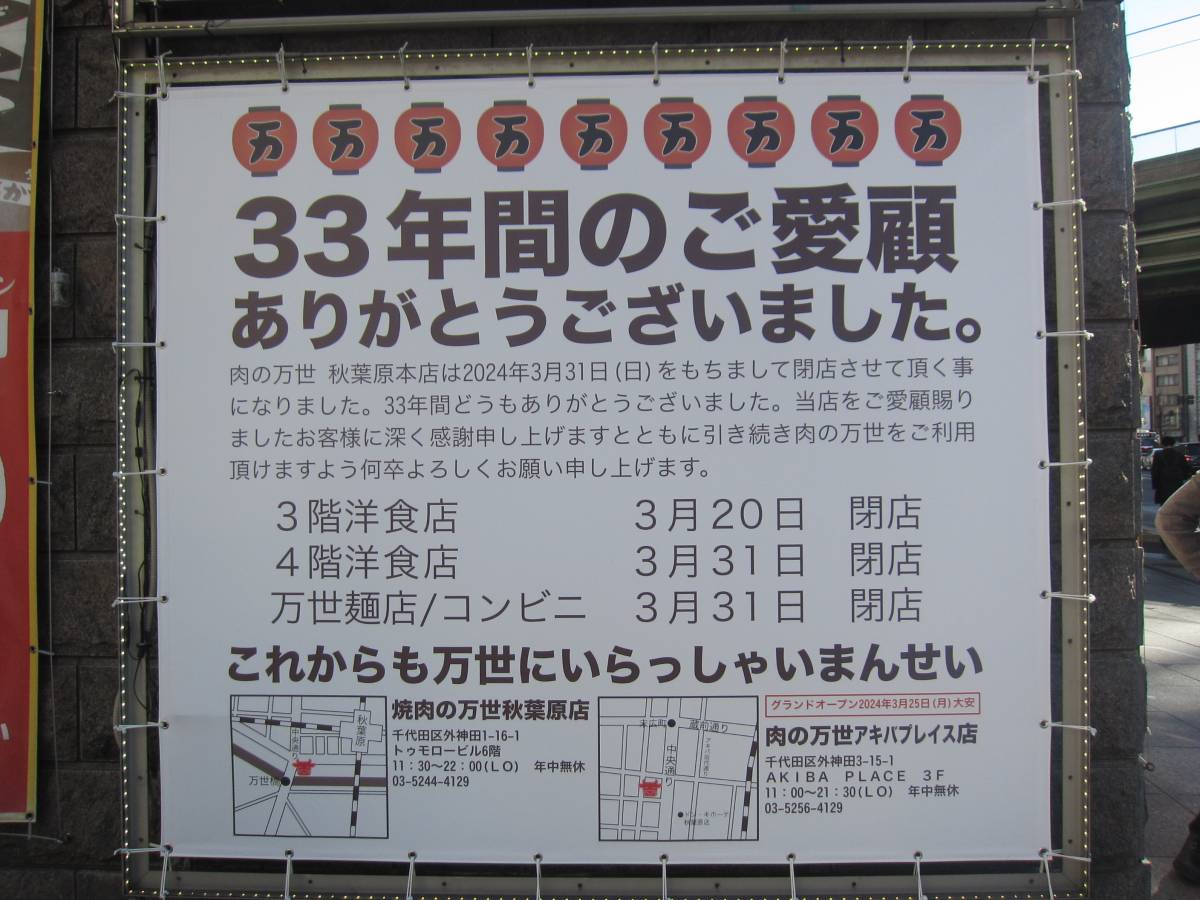 万 万 万 万 万 万 万 万 万
33年間のご愛顧
ありがとうございました。
肉の万世 秋葉原本店は2024年3月31日(日)をもちまして閉店させて頂く事
になりました。33年間どうもありがとうございました。当店をご愛顧賜り
ましたお客様に深く感謝申し上げますとともに引き続き肉の万世をご利用
頂けますよう何卒よろしくお願い申し上げます。
3階洋食店 3月20日 閉店
4階洋食店 3月31日 閉店
万世麺店/コンビニ 3月31日 閉店
これからも万世にいらっしゃいまんせい
秋葉原
中央通り
万世橋
焼肉の万世秋葉原店
千代田区外神田1-16-1
トゥモロービル6階
11:30〜22:00(LO) 年中無休
03-5244-4129
末広町
蔵前通り
中央通り
ドン・キホーテ
秋葉原店
グランドオープン2024年3月25日(月)大安
肉の万世アキバプレイス店
千代田区外神田3-15-1
AKIBA PLACE 3F
11:00〜21:30(LO) 年中無休
03-5256-4129